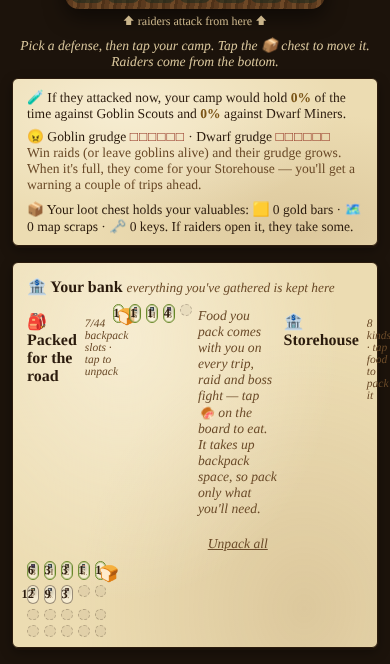 raiders attack from here
Pick a defense, then tap your camp. Tap the chest to move it.
Raiders come from the bottom.
If they attacked now, your camp would hold 0% of the
time against Goblin Scouts and 0% against Dwarf Miners.
Goblin grudge □□□□□□ · Dwarf grudge □□□□□□
Win raids (or leave goblins alive) and their grudge grows.
When it's full, they come for your Storehouse — you'll get a
warning a couple of trips ahead.
Your loot chest holds your valuables: 0 gold bars ·
0 map scraps · 0 keys. If raiders open it, they take some.
Your bank everything you've gathered is kept here
Packed
for the
road
7/44
backpack
slots ·
tap to
unpack
Food you
pack comes
with you on
every trip,
raid and boss
fight — tap
on the
board to eat.
It takes up
backpack
space, so pack
only what
you'll need.
Unpack all
Storehouse
8
kinds
· tap
food
to
pack
it